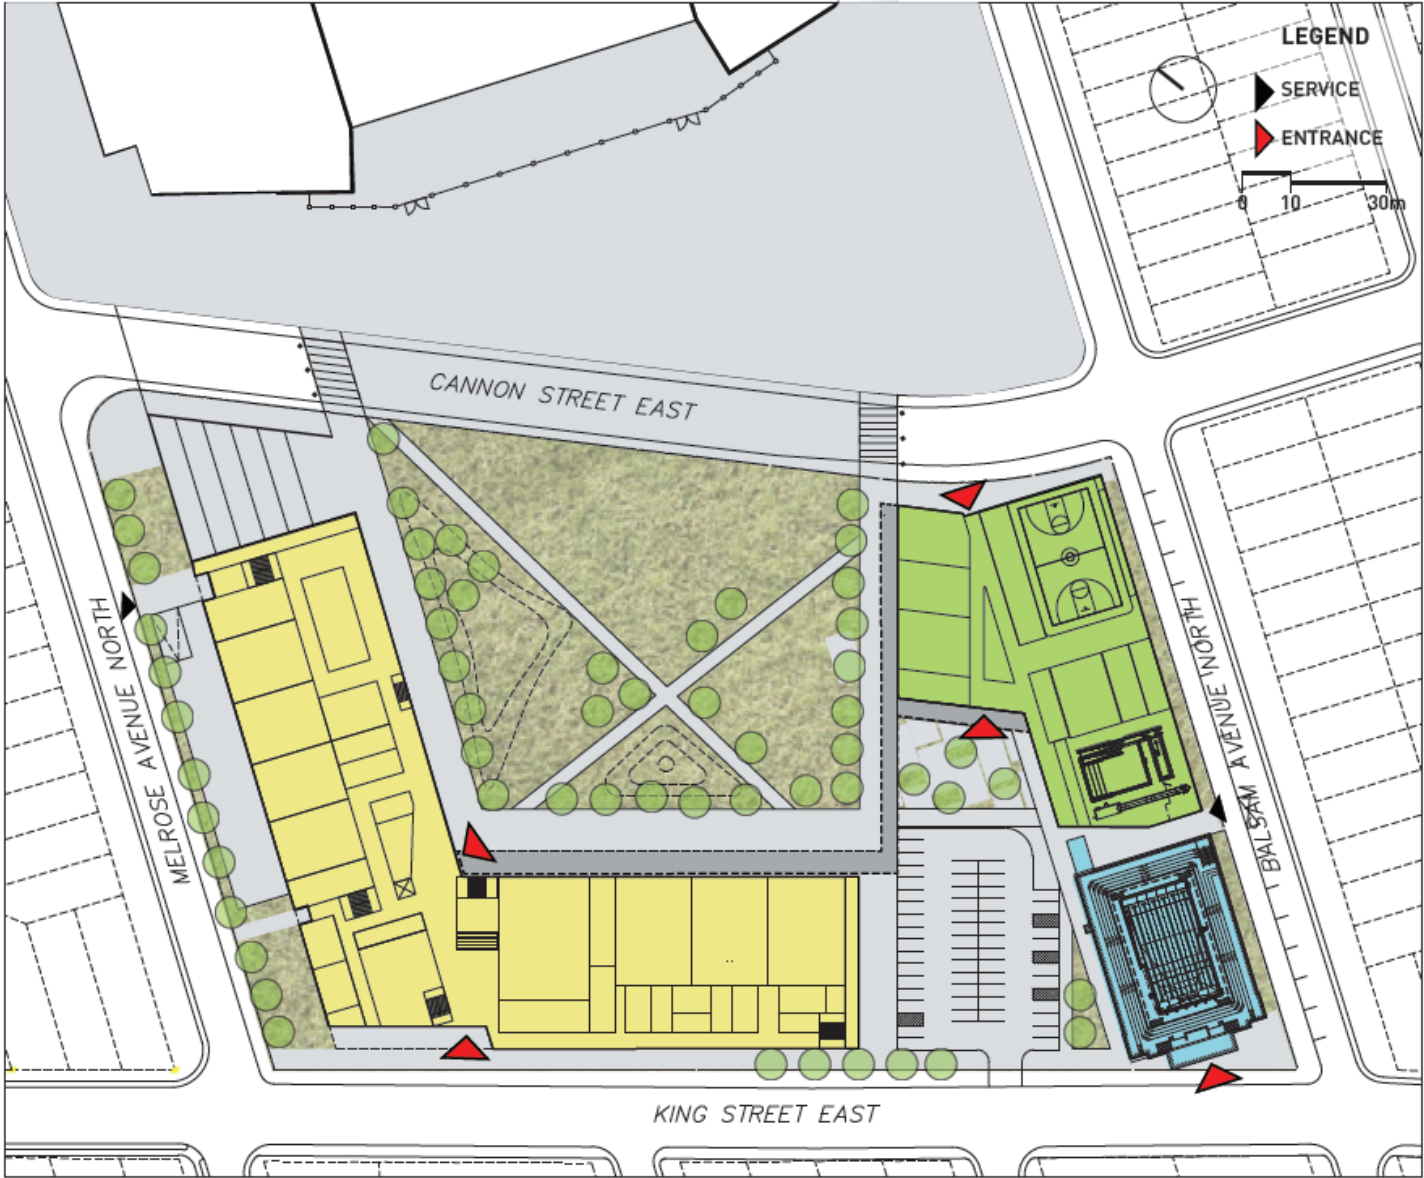 LEGEND
SERVICE
ENTRANCE
0 10 30m
CANNON STREET EAST
MELROSE AVENUE NORTH
BALSAM AVENUE NORTH
KING STREET EAST